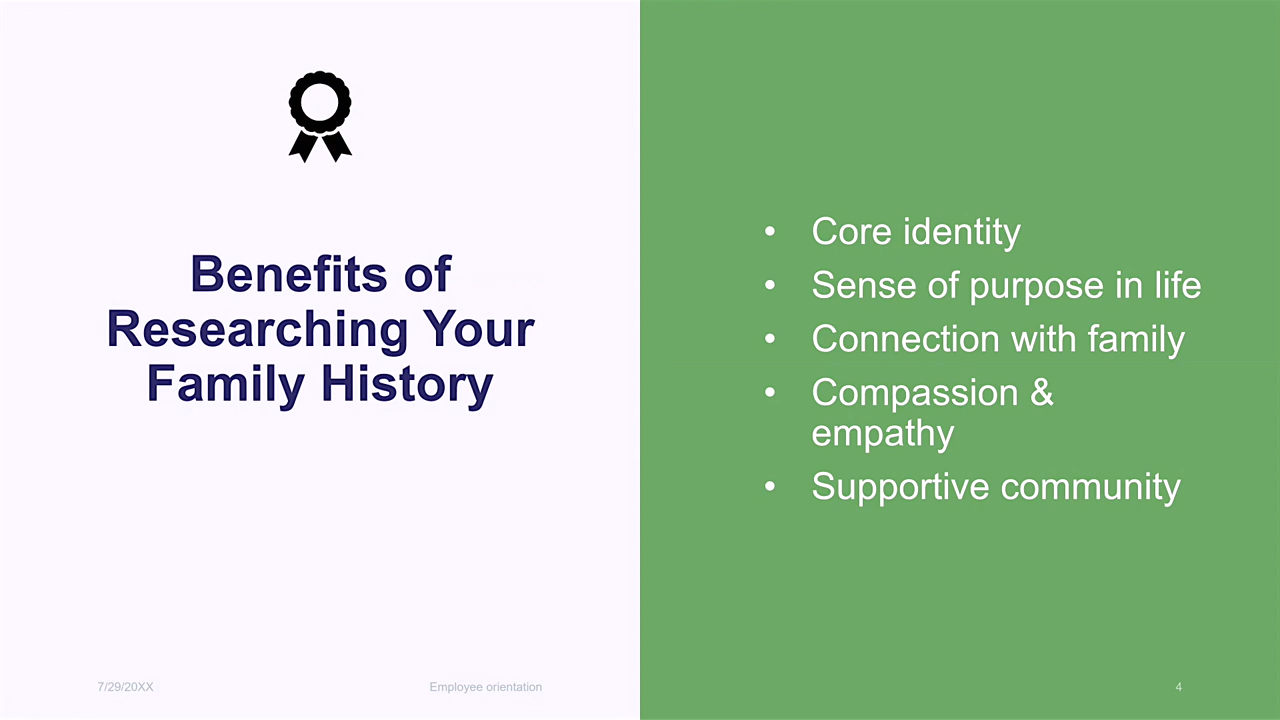 Benefits of
Researching Your
Family History
• Core identity
• Sense of purpose in life
• Connection with family
• Compassion &
empathy
• Supportive community
7/29/20XX
Employee orientation
4